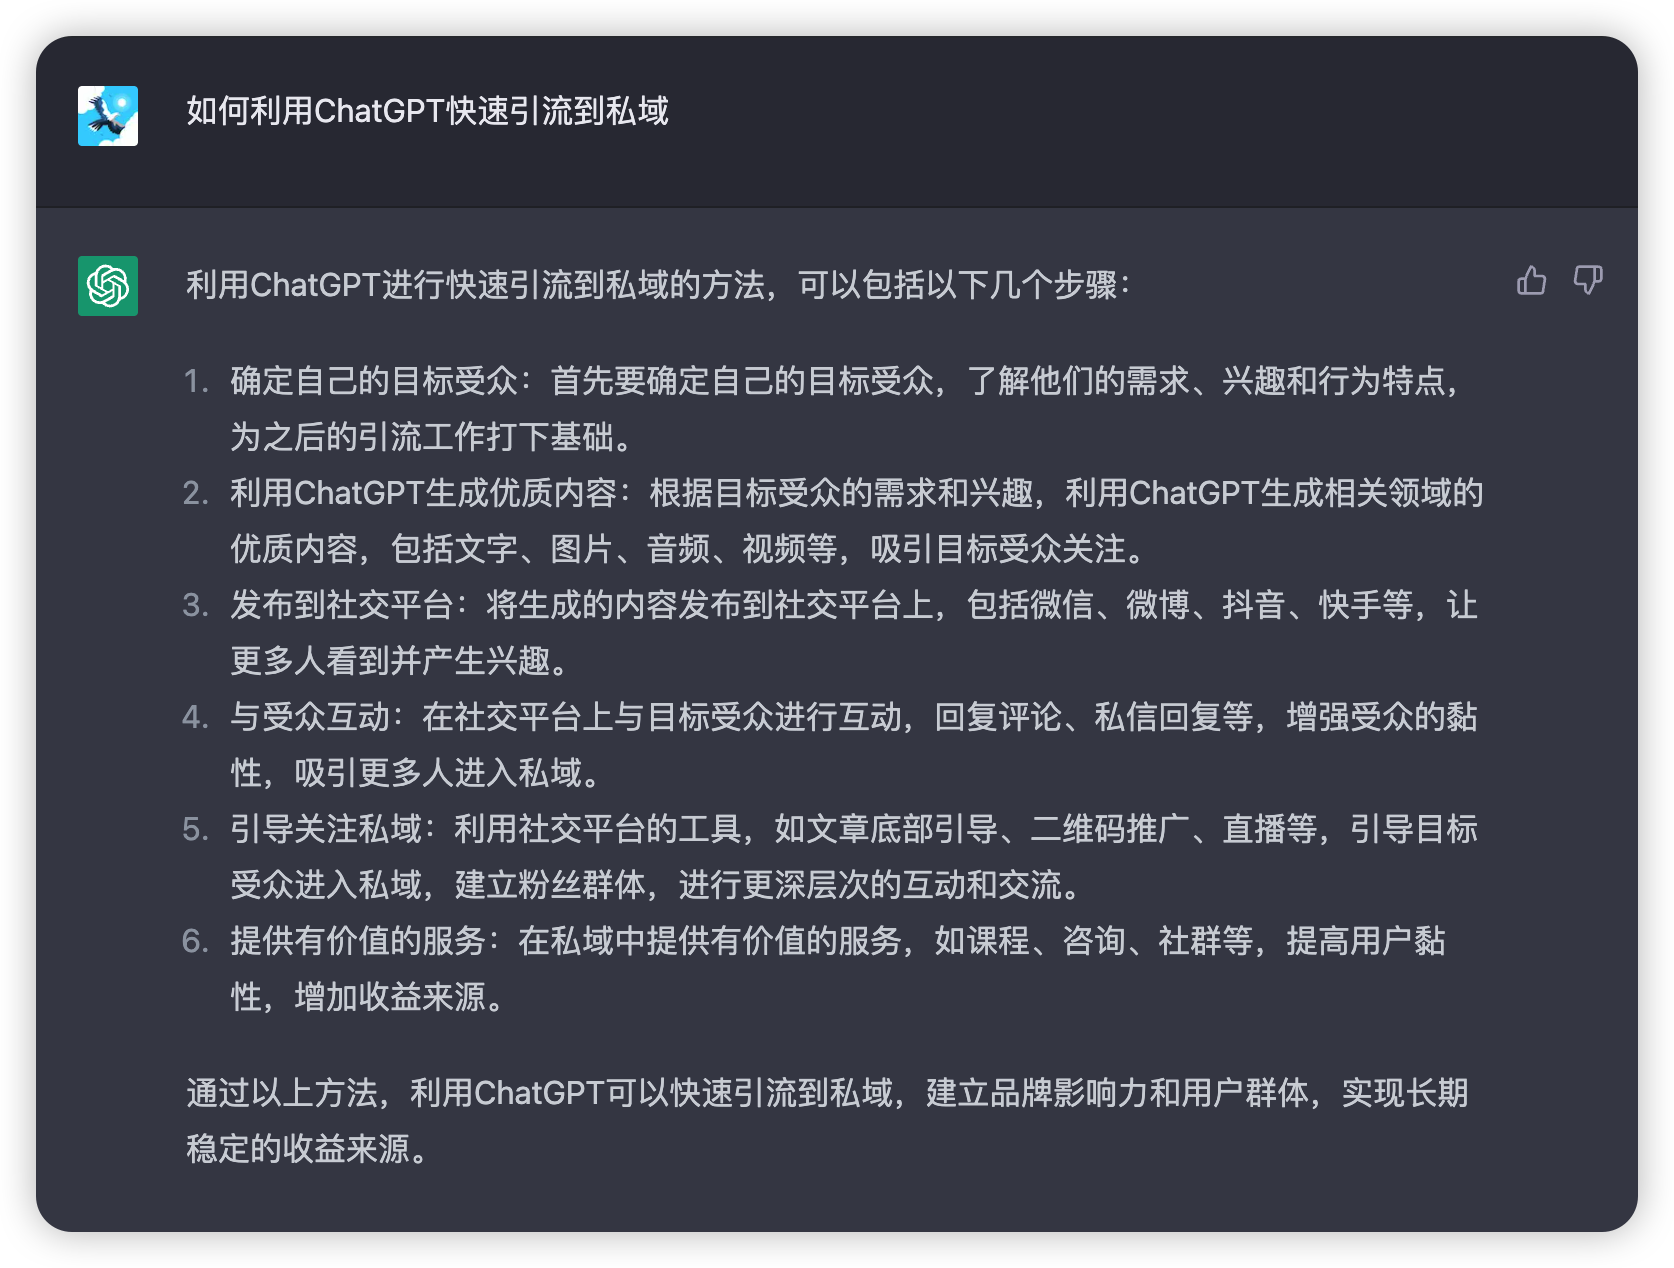 如何利用ChatGPT快速引流到私域
利用ChatGPT进行快速引流到私域的方法，可以包括以下几个步骤：
1. 确定自己的目标受众：首先要确定自己的目标受众，了解他们的需求、兴趣和行为特点，
为之后的引流工作打下基础。
2. 利用ChatGPT生成优质内容：根据目标受众的需求和兴趣，利用ChatGPT生成相关领域的
优质内容，包括文字、图片、音频、视频等，吸引目标受众关注。
3. 发布到社交平台：将生成的内容发布到社交平台上，包括微信、微博、抖音、快手等，让
更多人看到并产生兴趣。
4. 与受众互动：在社交平台上与目标受众进行互动，回复评论、私信回复等，增强受众的黏
性，吸引更多人进入私域。
5. 引导关注私域：利用社交平台的工具，如文章底部引导、二维码推广、直播等，引导目标
受众进入私域，建立粉丝群体，进行更深层次的互动和交流。
6. 提供有价值的服务：在私域中提供有价值的服务，如课程、咨询、社群等，提高用户黏
性，增加收益来源。
通过以上方法，利用ChatGPT可以快速引流到私域，建立品牌影响力和用户群体，实现长期
稳定的收益来源。